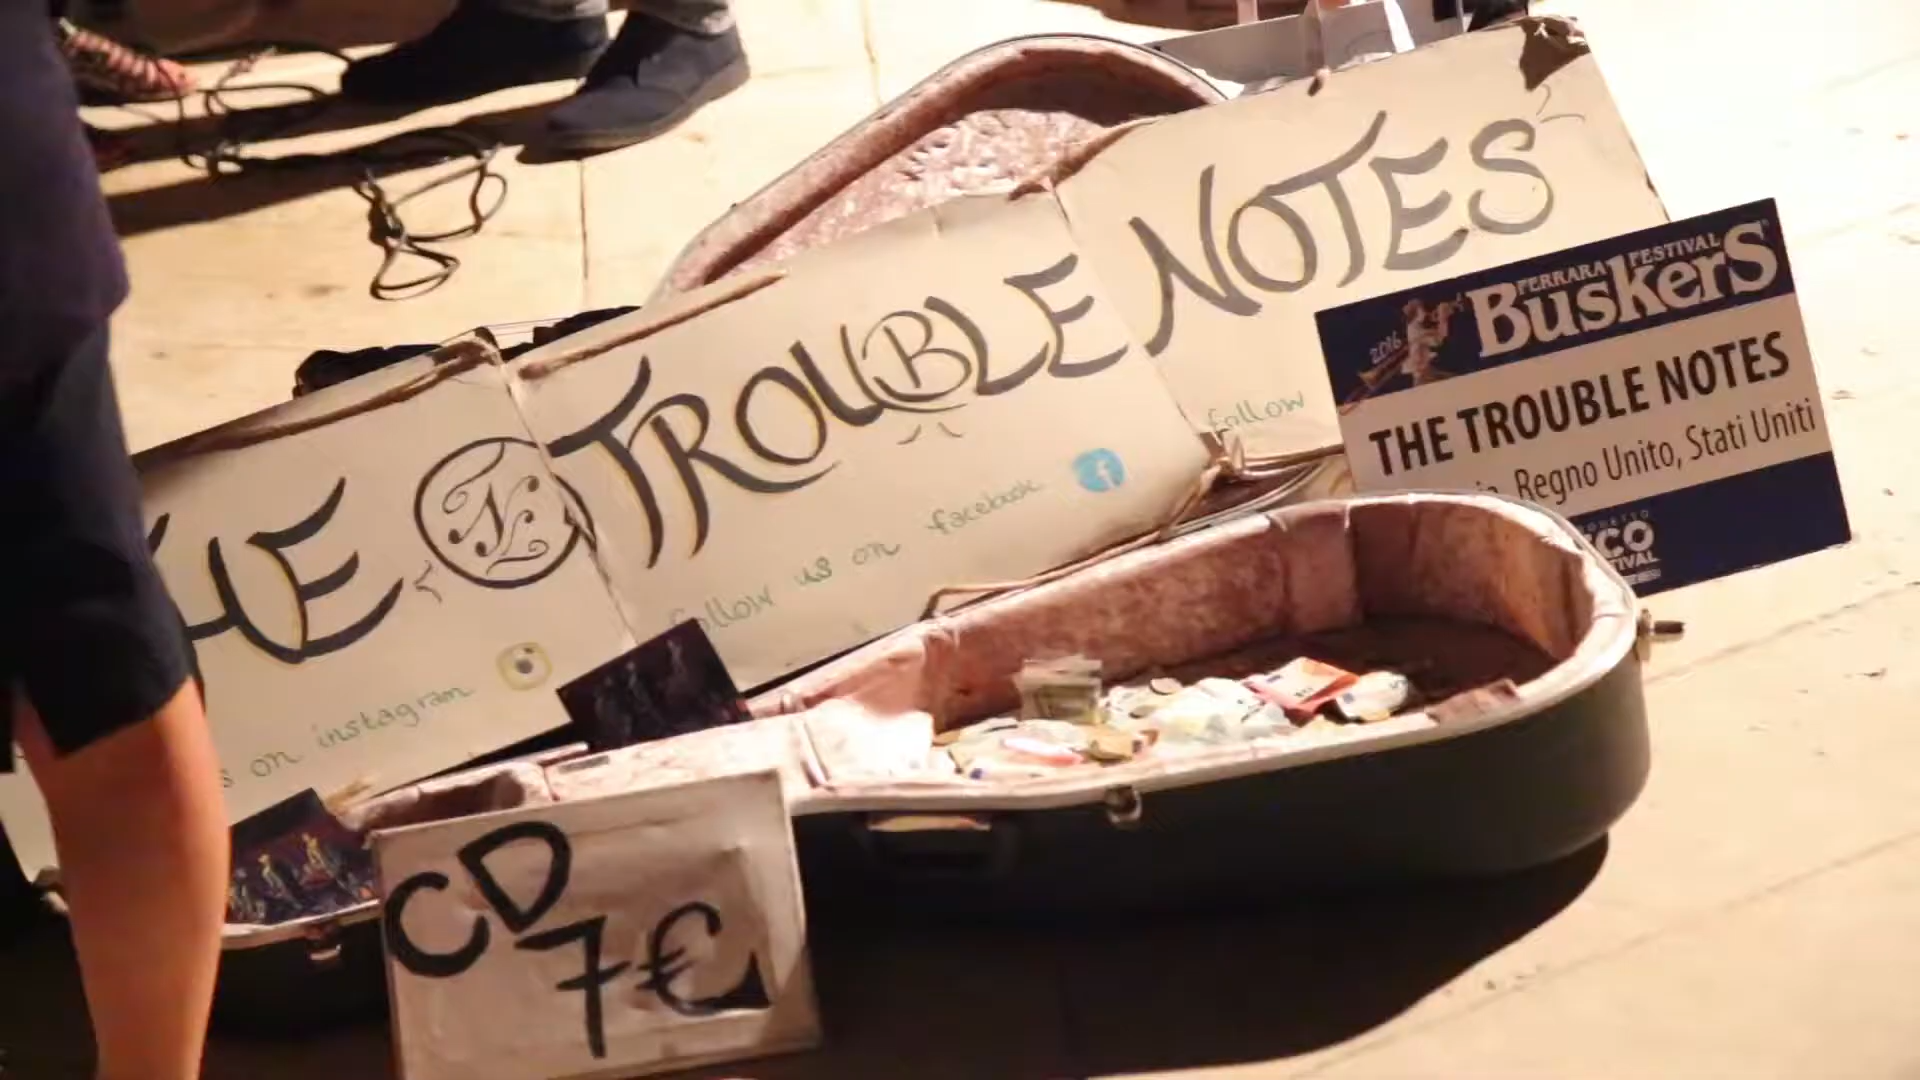 HE TROUBLE NOTES
on instagram
follow us on facebook
follow
FERRARA FESTIVAL
BuskerS
2016
THE TROUBLE NOTES
Regno Unito, Stati Uniti
CD
7€